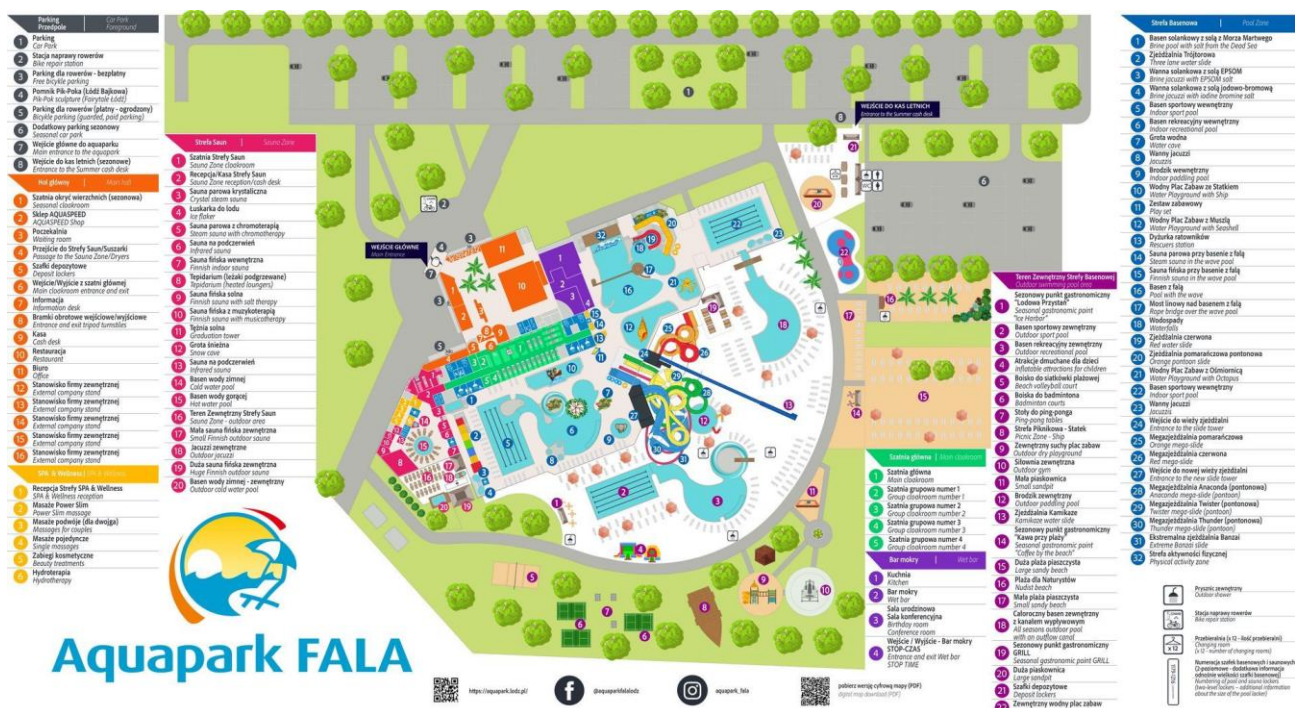 Parking Przedpole
Car Park Foreground
1 Parking
Car Park
2 Stacja naprawy rowerów
Bike repair station
3 Parking dla rowerów - bezpłatny
Free bicykle parking
4 Pomnik Pik-Poka (Łódź Bajkowa)
Pik-Pok sculpture (Fairytale Łódź)
5 Parking dla rowerów (płatny - ogrodzony)
Bicykle parking (guarded, paid parking)
6 Dodatkowy parking sezonowy
Seasonal car park
7 Wejście główne do aquaparku
Main entrance to the aquapark
8 Wejście do kas letnich (sezonowe)
Entrance to the Summer cash desk
Hol główny Main hall
1 Szatnia okryć wierzchnich (sezonowa)
Seasonal cloakroom
2 Sklep AQUASPEED
AQUASPEED Shop
3 Poczekalnia
Waiting room
4 Przejście do Strefy Saun/Suszarki
Passage to the Sauna Zone/Dryers
5 Szafki depozytowe
Deposit lockers
6 Wejście/Wyjście z szatni głównej
Main cloakroom entrance and exit
7 Informacja
Information desk
8 Bramki obrotowe wejściowe/wyjściowe
Entrance and exit tripod turnstiles
9 Kasa
Cash desk
10 Restauracja
Restaurant
11 Biuro
Office
12 Stanowisko firmy zewnętrznej
External company stand
13 Stanowisko firmy zewnętrznej
External company stand
14 Stanowisko firmy zewnętrznej
External company stand
15 Stanowisko firmy zewnętrznej
External company stand
16 Stanowisko firmy zewnętrznej
External company stand
SPA & Wellness SPA & Wellness
1 Recepcja Strefy SPA & Wellness
SPA & Wellness reception
2 Masaże Power Slim
Power Slim massage
3 Masaże podwóje (dla dwojga)
Massages for couples
4 Masaże pojedyncze
Single massages
5 Zabiegi kosmetyczne
Beauty treatments
6 Hydroterapia
Hydrotherapy
Strefa Saun Sauna Zone
1 Szatnia Strefy Saun
Sauna Zone cloakroom
2 Recepcja/Kasa Strefy Saun
Sauna Zone reception/cash desk
3 Sauna parowa krystaliczna
Crystal steam sauna
4 Łuskarka do lodu
Ice flaker
5 Sauna parowa z chromoterapią
Steam sauna with chromotherapy
6 Sauna na podczerwień
Infrared sauna
7 Sauna fińska wewnętrzna
Finnish indoor sauna
8 Tepidarium (leżaki podgrzewane)
Tepidarium (heated loungers)
9 Sauna fińska solna
Finnish sauna with salt therapy
10 Sauna fińska z muzykoterapią
Finnish sauna with musicotherapy
11 Tężnia solna
Graduation tower
12 Grota śnieżna
Snow cave
13 Sauna na podczerwień
Infrared sauna
14 Basen wody zimnej
Cold water pool
15 Basen wody gorącej
Hot water pool
16 Teren Zewnętrzny Strefy Saun
Sauna Zone - outdoor area
17 Mała sauna fińska zewnętrzna
Small Finnish outdoor sauna
18 Jacuzzi zewnętrzne
Outdoor jacuzzi
19 Duża sauna fińska zewnętrzna
Huge Finnish outdoor sauna
20 Basen wody zimnej - zewnętrzny
Outdoor cold water pool
WEJŚCIE DO KAS LETNICH
Entrance to the Summer cash desk
WEJŚCIE GŁÓWNE
Main Entrance
Szatnia główna Main cloakroom
1 Szatnia główna
Main cloakroom
2 Szatnia grupowa numer 1
Group cloakroom number 1
3 Szatnia grupowa numer 2
Group cloakroom number 2
4 Szatnia grupowa numer 3
Group cloakroom number 3
5 Szatnia grupowa numer 4
Group cloakroom number 4
Bar mokry Wet bar
1 Kuchnia
Kitchen
2 Bar mokry
Wet bar
3 Sala urodzinowa
Sala konferencyjna
Birthday room
Conference room
4 Wejście / Wyjście - Bar mokry
STOP-CZAS
Entrance and exit Wet bar
STOP TIME
Teren Zewnętrzny Strefy Basenowej
Outdoor swimming pool area
1 Sezonowy punkt gastronomiczny
"Lodowa Przystań"
Seasonal gastronomic point
"Ice Harbor"
2 Basen sportowy zewnętrzny
Outdoor sport pool
3 Basen rekreacyjny zewnętrzny
Outdoor recreational pool
4 Atrakcje dmuchane dla dzieci
Inflatable attractions for children
5 Boisko do siatkówki plażowej
Beach volleyball court
6 Boiska do badmintona
Badminton courts
7 Stoły do ping-ponga
Ping-pong tables
8 Strefa Piknikowa - Statek
Picnic Zone - Ship
9 Zewnętrzny suchy plac zabaw
Outdoor dry playground
10 Siłownia zewnętrzna
Outdoor gym
11 Mała piaskownica
Small sandpit
12 Brodzik zewnętrzny
Outdoor paddling pool
13 Zjeżdżalnia Kamikaze
Kamikaze water slide
14 Sezonowy punkt gastronomiczny
"Kawa przy plaży"
Seasonal gastronomic point
"Coffee by the beach"
15 Duża plaża piaszczysta
Large sandy beach
16 Plaża dla Naturystów
Nudist beach
17 Mała plaża piaszczysta
Small sandy beach
18 Całoroczny basen zewnętrzny
z kanałem wypływowym
All seasons outdoor pool
with an outflow canal
19 Sezonowy punkt gastronomiczny
GRILL
Seasonal gastronomic point GRILL
20 Duża piaskownica
Large sandpit
21 Szafki depozytowe
Deposit lockers
22 Zewnętrzny wodny plac zabaw
Strefa Basenowa Pool Zone
1 Basen solankowy z solą z Morza Martwego
Brine pool with salt from the Dead Sea
2 Zjeżdżalnia Trójtorowa
Three lane water slide
3 Wanna solankowa z solą EPSOM
Brine jacuzzi with EPSOM salt
4 Wanna solankowa z solą jodowo-bromową
Brine jacuzzi with iodine bromine salt
5 Basen sportowy wewnętrzny
Indoor sport pool
6 Basen rekreacyjny wewnętrzny
Indoor recreational pool
7 Grota wodna
Water cave
8 Wanny jacuzzi
Jacuzzis
9 Brodzik wewnętrzny
Indoor paddling pool
10 Wodny Plac Zabaw ze Statkiem
Water Playground with Ship
11 Zestaw zabawowy
Play set
12 Wodny Plac Zabaw z Muszlą
Water Playground with Seashell
13 Dyżurka ratowników
Rescuers station
14 Sauna parowa przy basenie z falą
Steam sauna in the wave pool
15 Sauna fińska przy basenie z falą
Finnish sauna in the wave pool
16 Basen z falą
Pool with the wave
17 Most linowy nad basenem z falą
Rope bridge over the wave pool
18 Wodospady
Waterfalls
19 Zjeżdżalnia czerwona
Red water slide
20 Zjeżdżalnia pomarańczowa pontonowa
Orange pontoon slide
21 Wodny Plac Zabaw z Ośmiornicą
Water Playground with Octopus
22 Basen sportowy wewnętrzny
Indoor sport pool
23 Wanny jacuzzi
Jacuzzis
24 Wejście do wieży zjeżdżalni
Entrance to the slide tower
25 Megazjeżdżalnia pomarańczowa
Orange mega-slide
26 Megazjeżdżalnia czerwona
Red mega-slide
27 Wejście do nowej wieży zjeżdżalni
Entrance to the new slide tower
28 Megazjeżdżalnia Anaconda (pontonowa)
Anaconda mega-slide (pontoon)
29 Megazjeżdżalnia Twister (pontonowa)
Twister mega-slide (pontoon)
30 Megazjeżdżalnia Thunder (pontonowa)
Thunder mega-slide (pontoon)
31 Ekstremalna zjeżdżalnia Banzai
Extreme Banzai slide
32 Strefa aktywności fizycznej
Physical activity zone
Prysznic zewnętrzny
Outdoor shower
Stacja naprawy rowerów
Bike repair station
x 12
Przebieralnia (x 12 - ilość przebieralni)
Changing room
(x 12 - number of changing rooms)
Numeracja szafek basenowych i saunowych
(2-poziomowe - dodatkowa informacja
odnośnie wielkości szafki basenowej)
Numbering of pool and sauna lockers
(two-level lockers - additional information
about the size of the pool locker)
Aquapark FALA
https://aquapark.lodz.pl/
@aquaparkfalalodz
aquapark_fala
pobierz wersję cyfrową mapy (PDF)
digital map download (PDF)